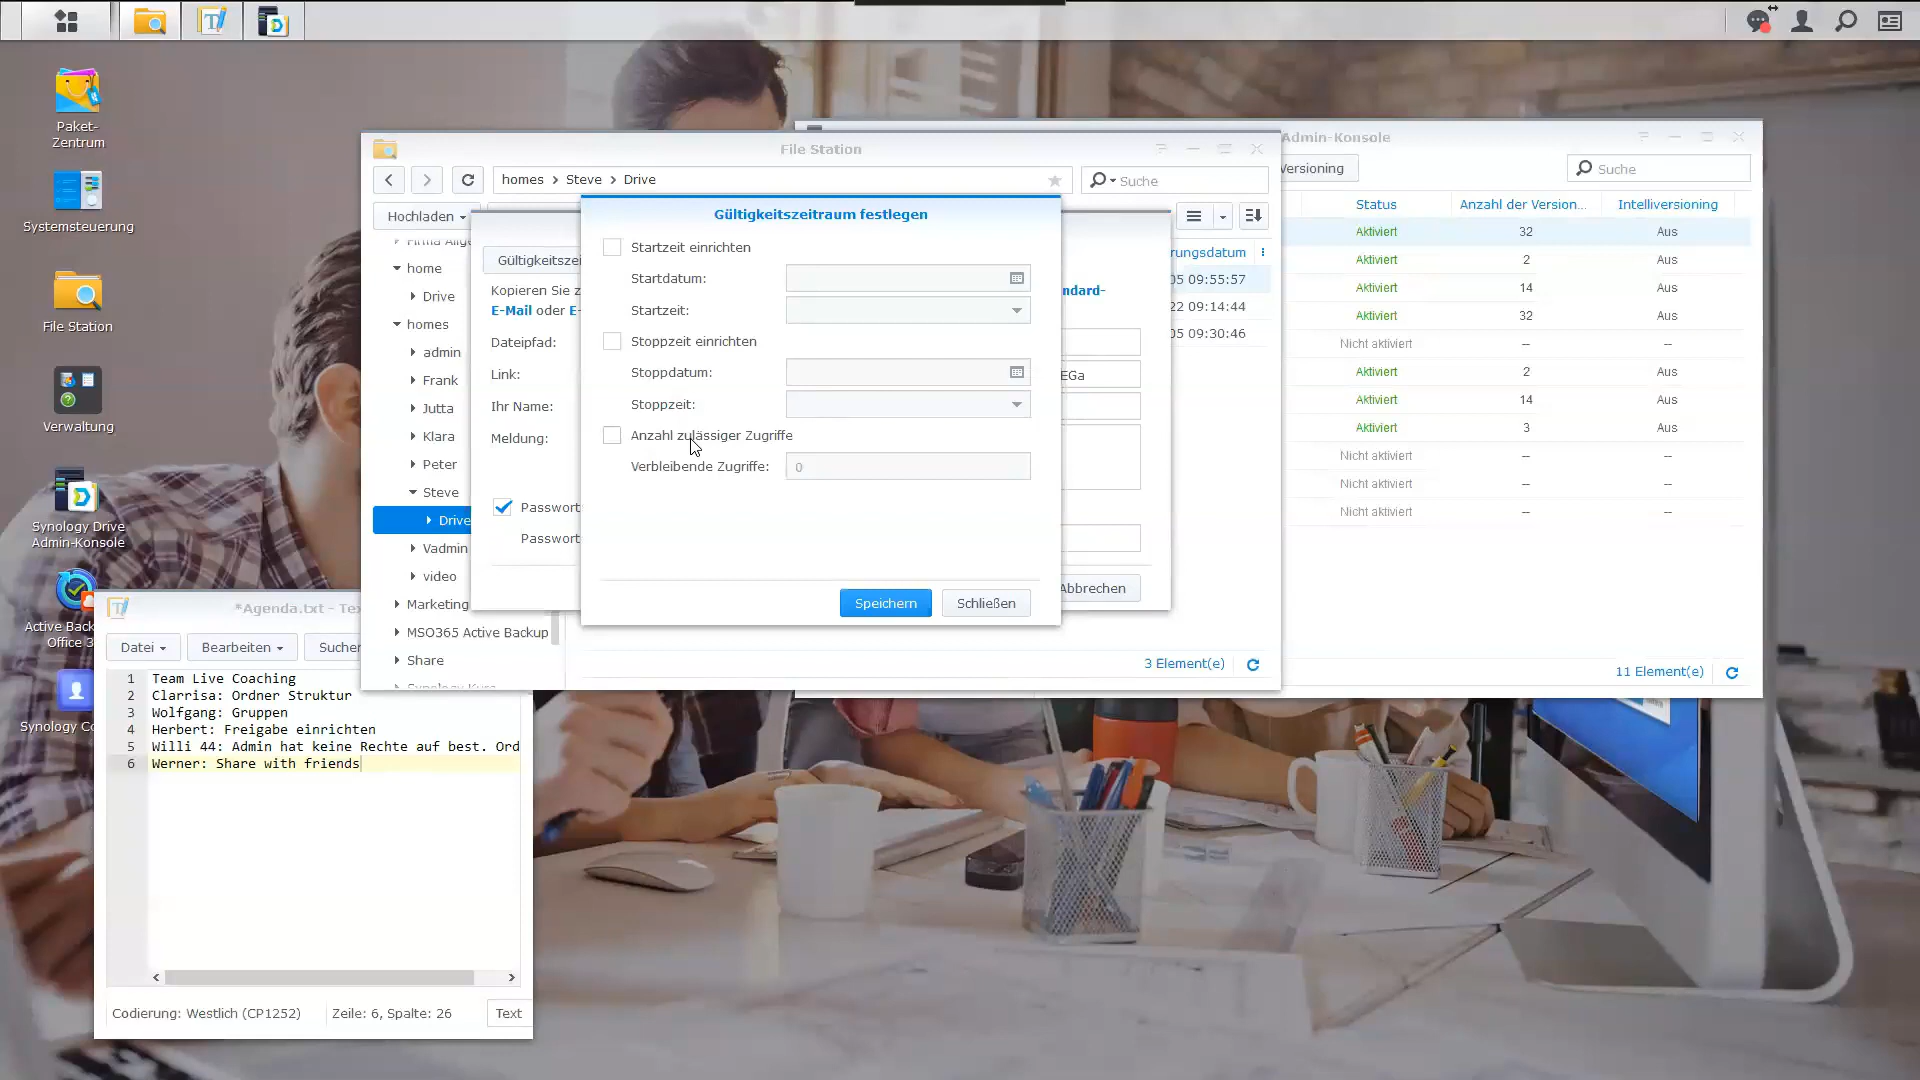 Paket-
Zentrum
Systemsteuerung
File Station
Verwaltung
Synology Drive
Admin-Konsole
Active Back
Office 3
Synology Co
Admin-Konsole
Versioning
Suche
Status
Anzahl der Version...
Intelliversioning
Aktiviert 32 Aus
Aktiviert 2 Aus
Aktiviert 14 Aus
Aktiviert 32 Aus
Nicht aktiviert -- --
Aktiviert 2 Aus
Aktiviert 14 Aus
Aktiviert 3 Aus
Nicht aktiviert -- --
Nicht aktiviert -- --
Nicht aktiviert -- --
11 Element(e)
File Station
homes > Steve > Drive
Suche
Hochladen
home
Drive
homes
admin
Frank
Jutta
Klara
Peter
Steve
Drive
Vadmin
video
Marketing
MSO365 Active Backup
Share
rungsdatum
05 09:55:57
22 09:14:44
05 09:30:46
3 Element(e)
Gültigkeitszei
Kopieren Sie z
ndard-
E-Mail oder E-
Dateipfad:
Link:
EGa
Ihr Name:
Meldung:
Passwort
Passwort
Abbrechen
Gültigkeitszeitraum festlegen
Startzeit einrichten
Startdatum:
Startzeit:
Stoppzeit einrichten
Stoppdatum:
Stoppzeit:
Anzahl zulässiger Zugriffe
Verbleibende Zugriffe: 0
Speichern
Schließen
*Agenda.txt - Tex
Datei
Bearbeiten
Suchen
1 Team Live Coaching
2 Clarrisa: Ordner Struktur
3 Wolfgang: Gruppen
4 Herbert: Freigabe einrichten
5 Willi 44: Admin hat keine Rechte auf best. Ord
6 Werner: Share with friends
Codierung: Westlich (CP1252)
Zeile: 6, Spalte: 26
Text